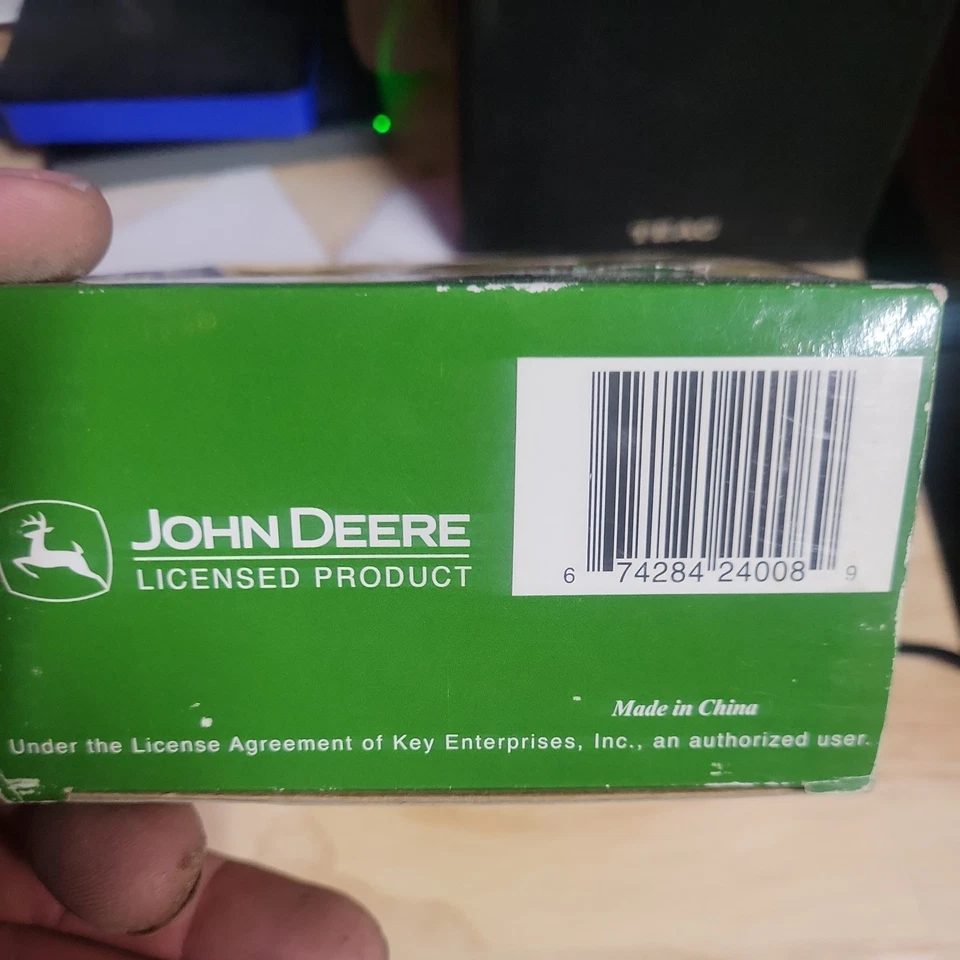 TEAC
JOHN DEERE
LICENSED PRODUCT
6 74284 24008 9
Made in China
Under the License Agreement of Key Enterprises, Inc., an authorized user.